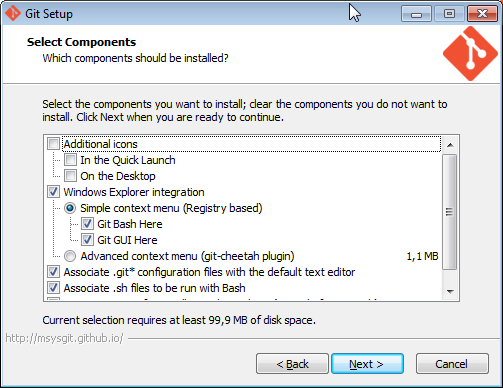 Git Setup
Select Components
Which components should be installed?
Select the components you want to install; clear the components you do not want to
install. Click Next when you are ready to continue.
Additional icons
In the Quick Launch
On the Desktop
Windows Explorer integration
Simple context menu (Registry based)
Git Bash Here
Git GUI Here
Advanced context menu (git-cheetah plugin) 1,1 MB
Associate .git* configuration files with the default text editor
Associate .sh files to be run with Bash
Current selection requires at least 99,9 MB of disk space.
http://msysgit.github.io/
< Back
Next >
Cancel